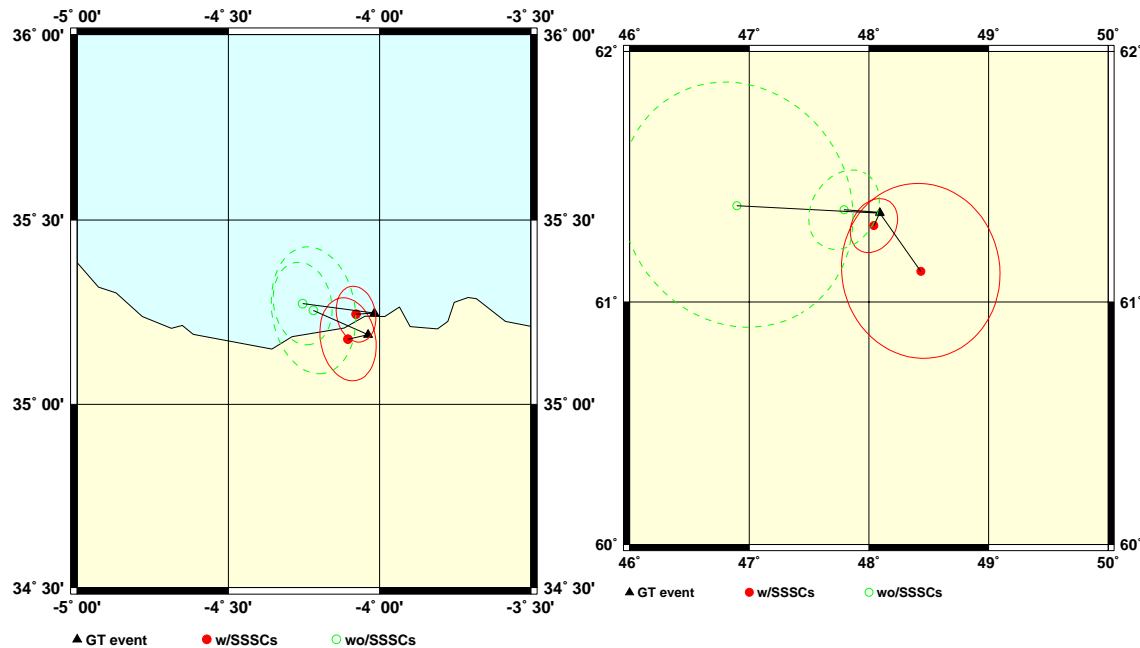 -5˚ 00' -4˚ 30' -4˚ 00' -3˚ 30'
36˚ 00' 36˚ 00'
35˚ 30' 35˚ 30'
35˚ 00' 35˚ 00'
34˚ 30' 34˚ 30'
-5˚ 00' -4˚ 30' -4˚ 00' -3˚ 30'
GT event w/SSSCs wo/SSSCs
46˚ 47˚ 48˚ 49˚ 50˚
62˚ 62˚
61˚ 61˚
60˚ 60˚
46˚ 47˚ 48˚ 49˚ 50˚
GT event w/SSSCs wo/SSSCs